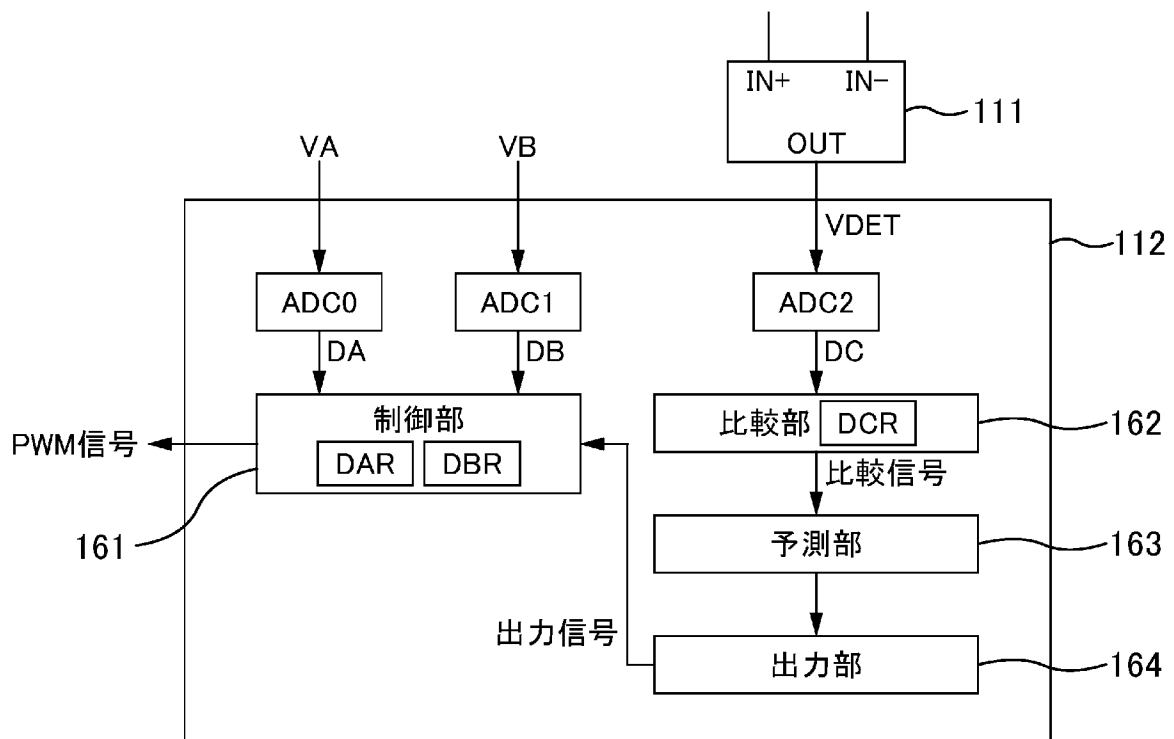 IN+ IN-
111
OUT
VA VB
VDET
112
ADC0 ADC1 ADC2
DA DB DC
制御部
DAR DBR
比較部 DCR
162
PWM信号
比較信号
161
予測部
163
出力信号
出力部
164